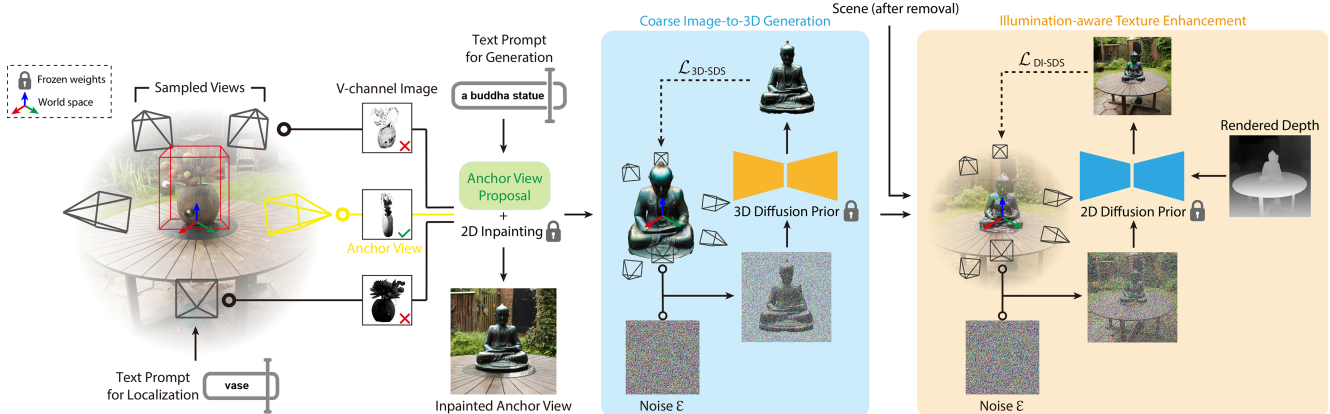 Frozen weights
World space
Sampled Views
V-channel Image
Text Prompt
for Generation
a buddha statue
Anchor View
Proposal
+
2D Inpainting
Anchor View
Inpainted Anchor View
Text Prompt
for Localization
vase
Coarse Image-to-3D Generation
ℒ 3D-SDS
3D Diffusion Prior
Noise ℇ
Scene (after removal)
Illumination-aware Texture Enhancement
ℒ DI-SDS
Rendered Depth
2D Diffusion Prior
Noise ℇ